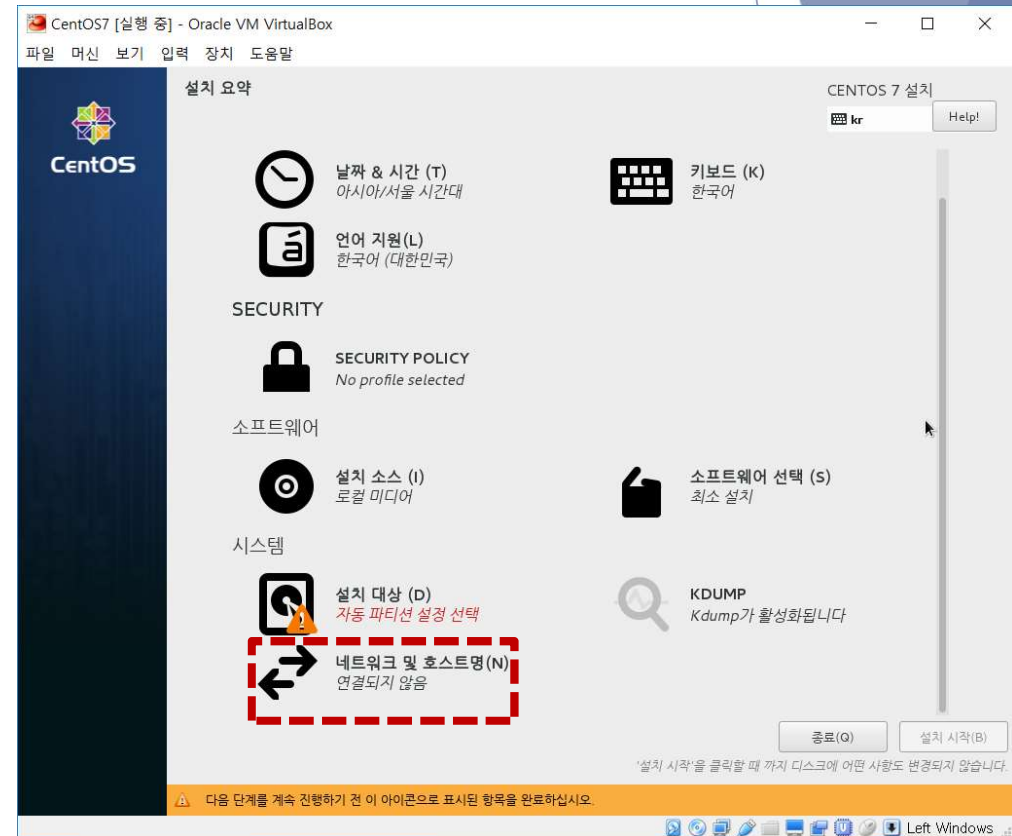 CentOS7 [실행 중] - Oracle VM VirtualBox
파일 머신 보기 입력 장치 도움말
설치 요약
CENTOS 7 설치
kr
Help!
CentOS
날짜 & 시간 (T)
아시아/서울 시간대
키보드 (K)
한국어
언어 지원(L)
한국어 (대한민국)
SECURITY
SECURITY POLICY
No profile selected
소프트웨어
설치 소스 (I)
로컬 미디어
소프트웨어 선택 (S)
최소 설치
시스템
설치 대상 (D)
자동 파티션 설정 선택
KDUMP
Kdump가 활성화됩니다
네트워크 및 호스트명(N)
연결되지 않음
종료(Q)
설치 시작(B)
'설치 시작'을 클릭할 때 까지 디스크에 어떤 사항도 변경되지 않습니다.
다음 단계를 계속 진행하기 전 이 아이콘으로 표시된 항목을 완료하십시오.
Left Windows